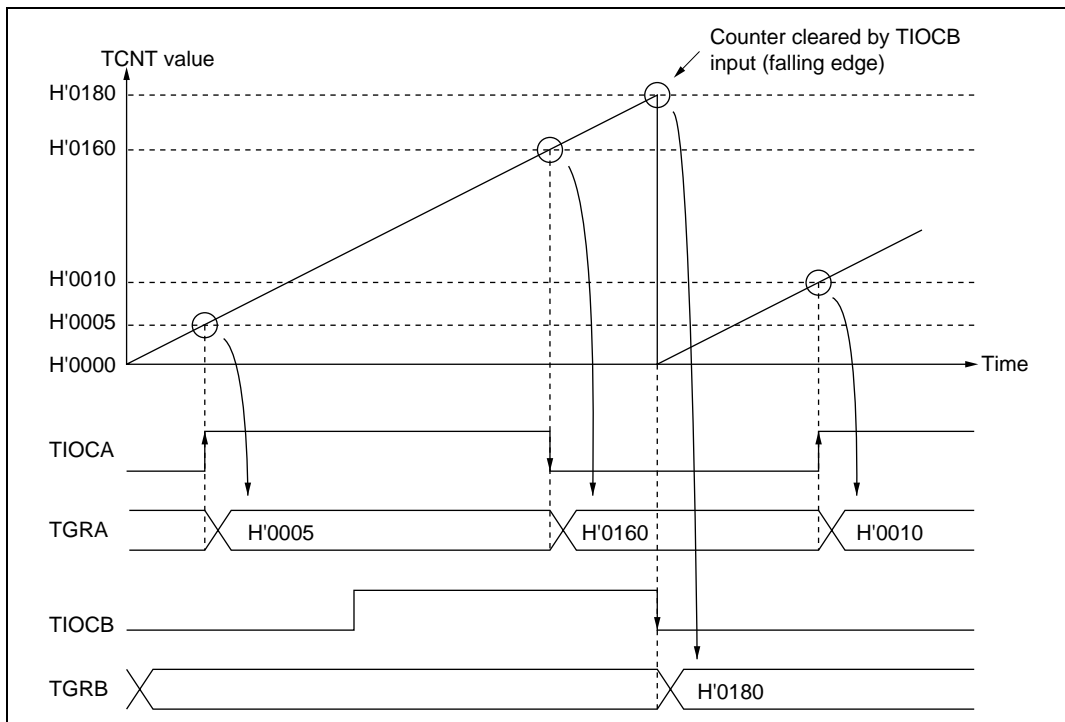 Counter cleared by TIOCB
input (falling edge)
TCNT value
H'0180
H'0160
H'0010
H'0005
H'0000
Time
TIOCA
TGRA
H'0005
H'0160
H'0010
TIOCB
TGRB
H'0180